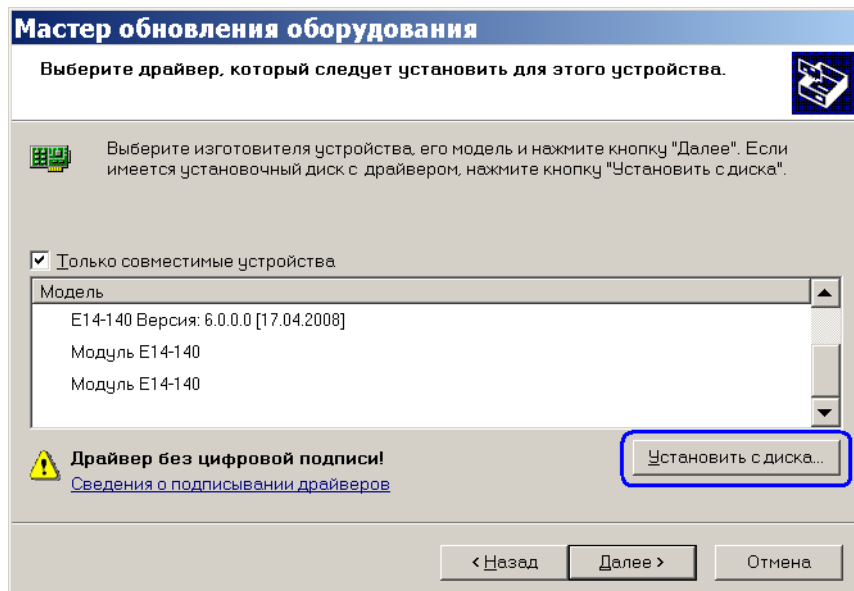 Мастер обновления оборудования
Выберите драйвер, который следует установить для этого устройства.
Выберите изготовителя устройства, его модель и нажмите кнопку "Далее". Если
имеется установочный диск с драйвером, нажмите кнопку "Установить с диска".
Только совместимые устройства
Модель
E14-140 Версия: 6.0.0.0 [17.04.2008]
Модуль E14-140
Модуль E14-140
Драйвер без цифровой подписи!
Установить с диска...
Сведения о подписывании драйверов
< Назад
Далее >
Отмена